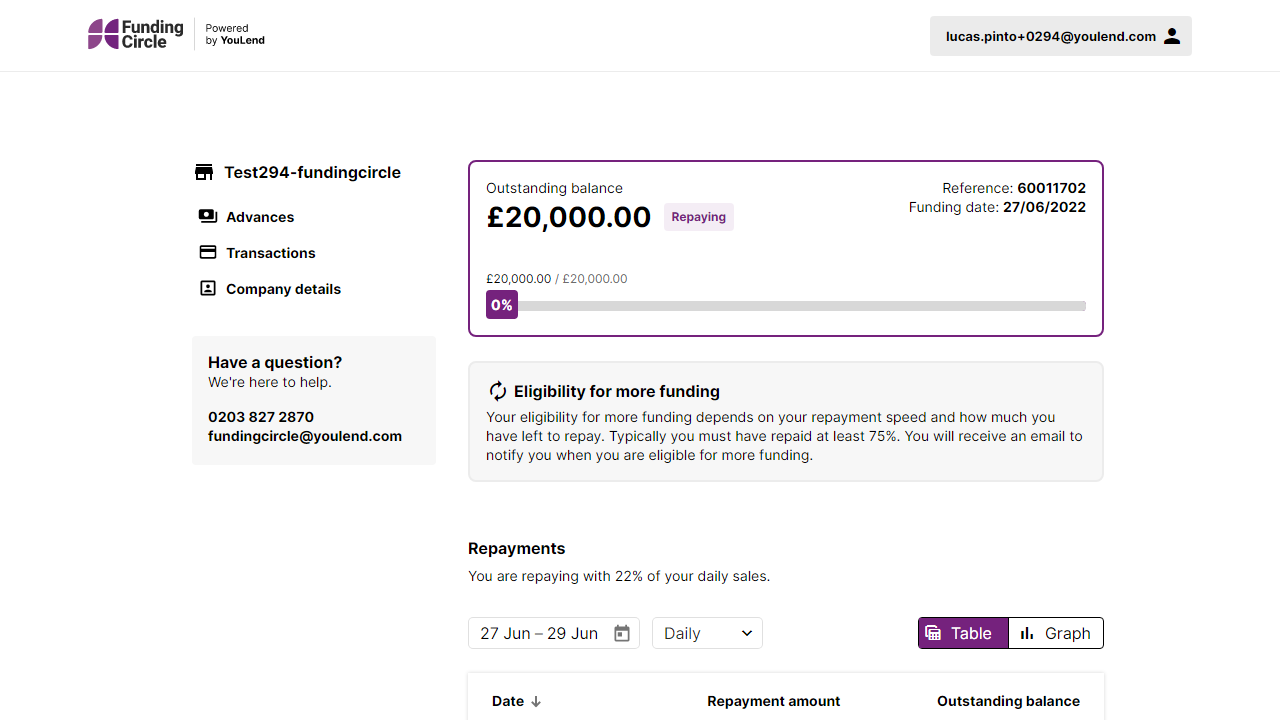 Funding
Circle
Powered
by YouLend
lucas.pinto+0294@youlend.com
Test294-fundingcircle
Advances
Transactions
Company details
Have a question?
We're here to help.
0203 827 2870
fundingcircle@youlend.com
Outstanding balance
£20,000.00 Repaying
Reference: 60011702
Funding date: 27/06/2022
£20,000.00 / £20,000.00
0%
Eligibility for more funding
Your eligibility for more funding depends on your repayment speed and how much you
have left to repay. Typically you must have repaid at least 75%. You will receive an email to
notify you when you are eligible for more funding.
Repayments
You are repaying with 22% of your daily sales.
27 Jun – 29 Jun Daily Table Graph
Date Repayment amount Outstanding balance